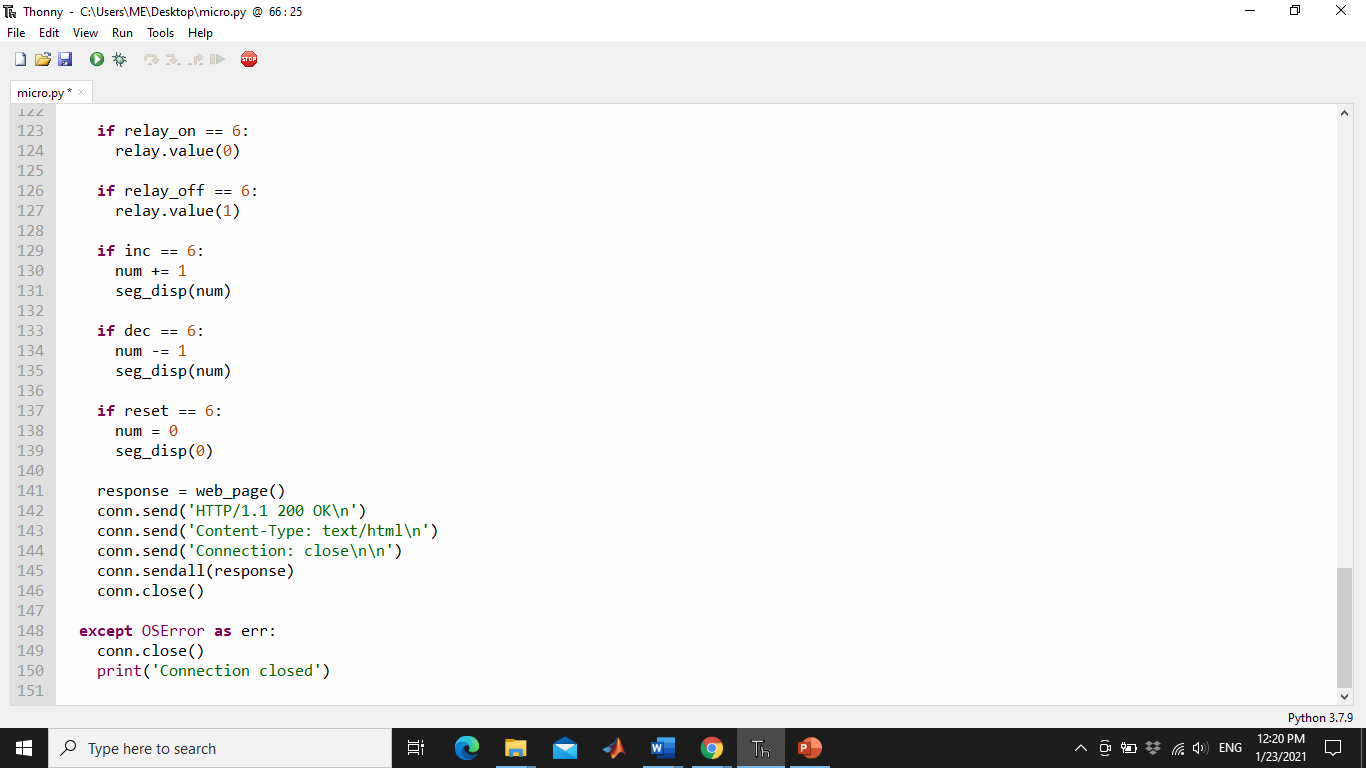 Thonny - C:\Users\ME\Desktop\micro.py @ 66:25
File Edit View Run Tools Help
STOP
micro.py *
122
123 if relay_on == 6:
124 relay.value(0)
125
126 if relay_off == 6:
127 relay.value(1)
128
129 if inc == 6:
130 num += 1
131 seg_disp(num)
132
133 if dec == 6:
134 num -= 1
135 seg_disp(num)
136
137 if reset == 6:
138 num = 0
139 seg_disp(0)
140
141 response = web_page()
142 conn.send('HTTP/1.1 200 OK\n')
143 conn.send('Content-Type: text/html\n')
144 conn.send('Connection: close\n\n')
145 conn.sendall(response)
146 conn.close()
147
148 except OSError as err:
149 conn.close()
150 print('Connection closed')
151
Python 3.7.9
Type here to search
ENG
12:20 PM
1/23/2021